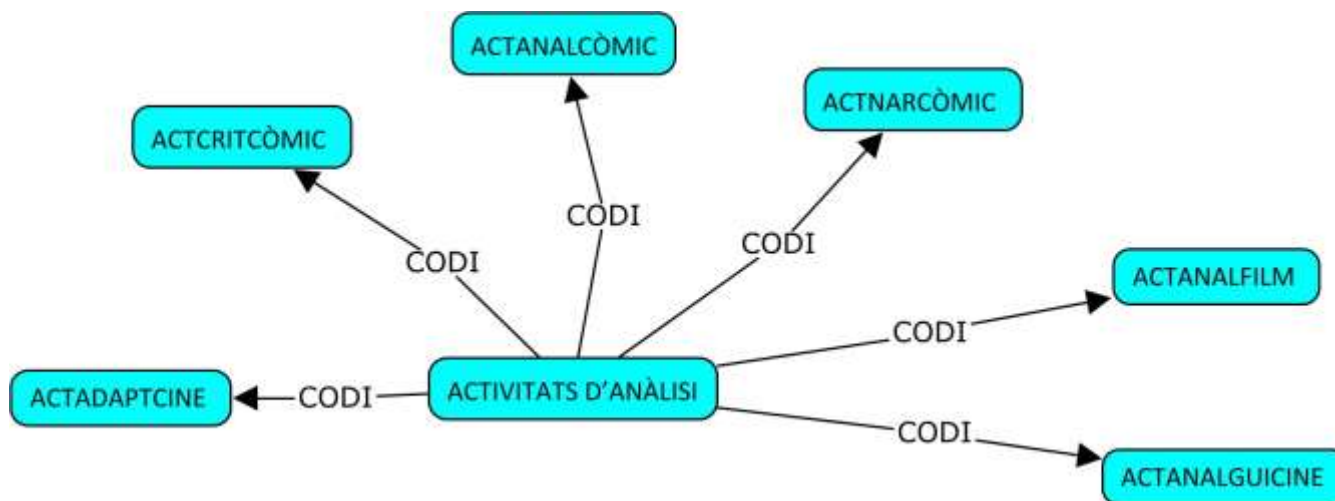 ACTANALCÒMIC
ACTNARCÒMIC
ACTCRITCÒMIC
CODI
CODI
CODI
ACTANALFILM
CODI
ACTADAPTCINE
CODI
ACTIVITATS D’ANÀLISI
CODI
ACTANALGUICINE